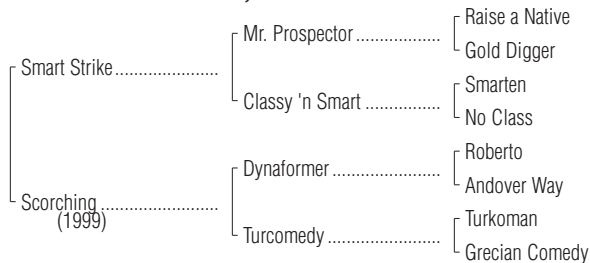 Raise a Native
Mr. Prospector ..................
Gold Digger
Smart Strike ......................
Smarten
Classy 'n Smart ................
No Class
Roberto
Dynaformer .......................
Andover Way
Scorching .........................
(1999)
Turkoman
Turcomedy ........................
Grecian Comedy